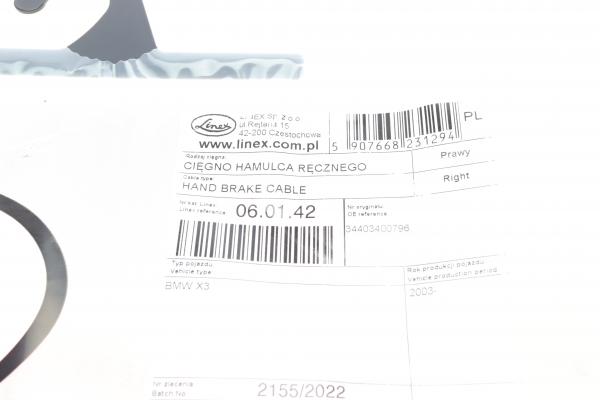 Linex
LINEX Sp. z o.o.
ul.Rejtana 15
42-200 Częstochowa
www.linex.com.pl
5 907668 231294
PL
Rodzaj cięgna:
CIĘGNO HAMULCA RĘCZNEGO
Prawy
Cable type:
HAND BRAKE CABLE
Right
Nr kat. Linex
Linex reference
06.01.42
Nr oryginału
OE reference
34403400796
Typ pojazdu
Vehicle type
Rok produkcji pojazdu
Vehicle production period
BMW X3
2003-
Nr zlecenia
Batch No
2155/2022